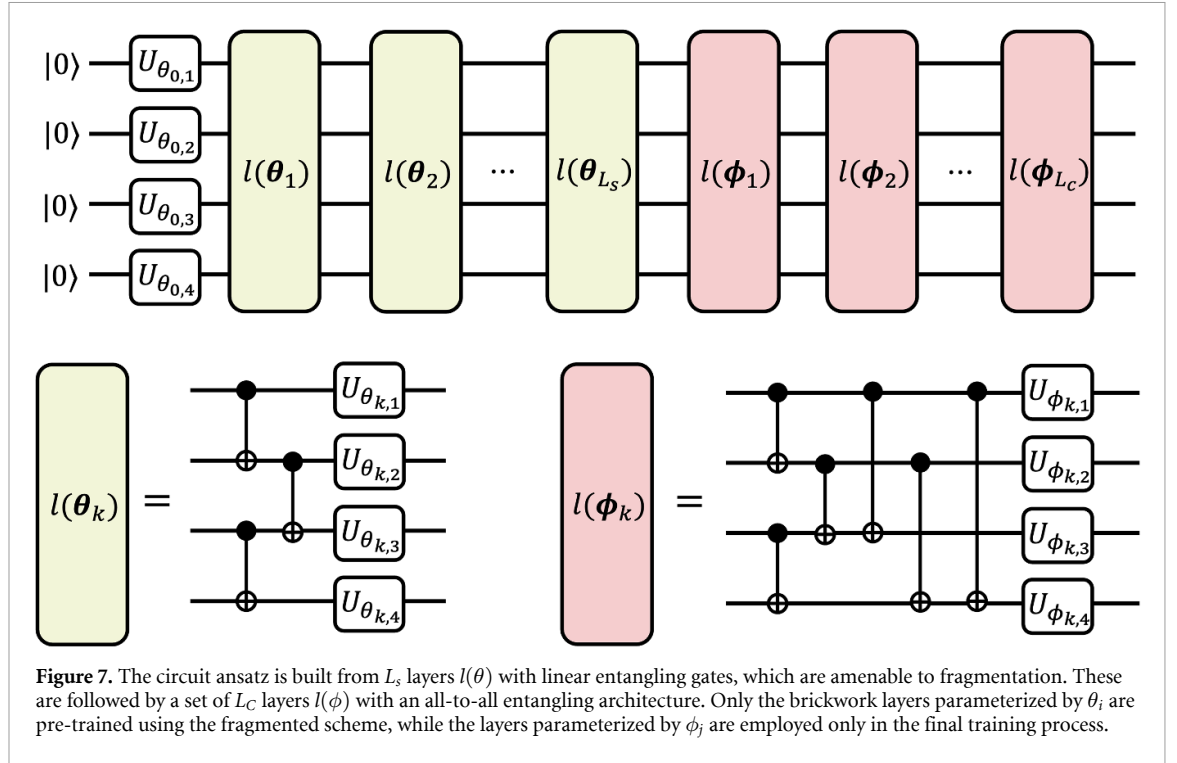 |0⟩ U_{θ_{0,1}}
|0⟩ U_{θ_{0,2}}
|0⟩ U_{θ_{0,3}}
|0⟩ U_{θ_{0,4}}
l(θ_1) l(θ_2) ... l(θ_{L_s}) l(ϕ_1) l(ϕ_2) ... l(ϕ_{L_c})
l(θ_k) =
U_{θ_{k,1}}
U_{θ_{k,2}}
U_{θ_{k,3}}
U_{θ_{k,4}}
l(ϕ_k) =
U_{ϕ_{k,1}}
U_{ϕ_{k,2}}
U_{ϕ_{k,3}}
U_{ϕ_{k,4}}
Figure 7. The circuit ansatz is built from L_s layers l(θ) with linear entangling gates, which are amenable to fragmentation. These
are followed by a set of L_C layers l(ϕ) with an all-to-all entangling architecture. Only the brickwork layers parameterized by θ_i are
pre-trained using the fragmented scheme, while the layers parameterized by ϕ_j are employed only in the final training process.